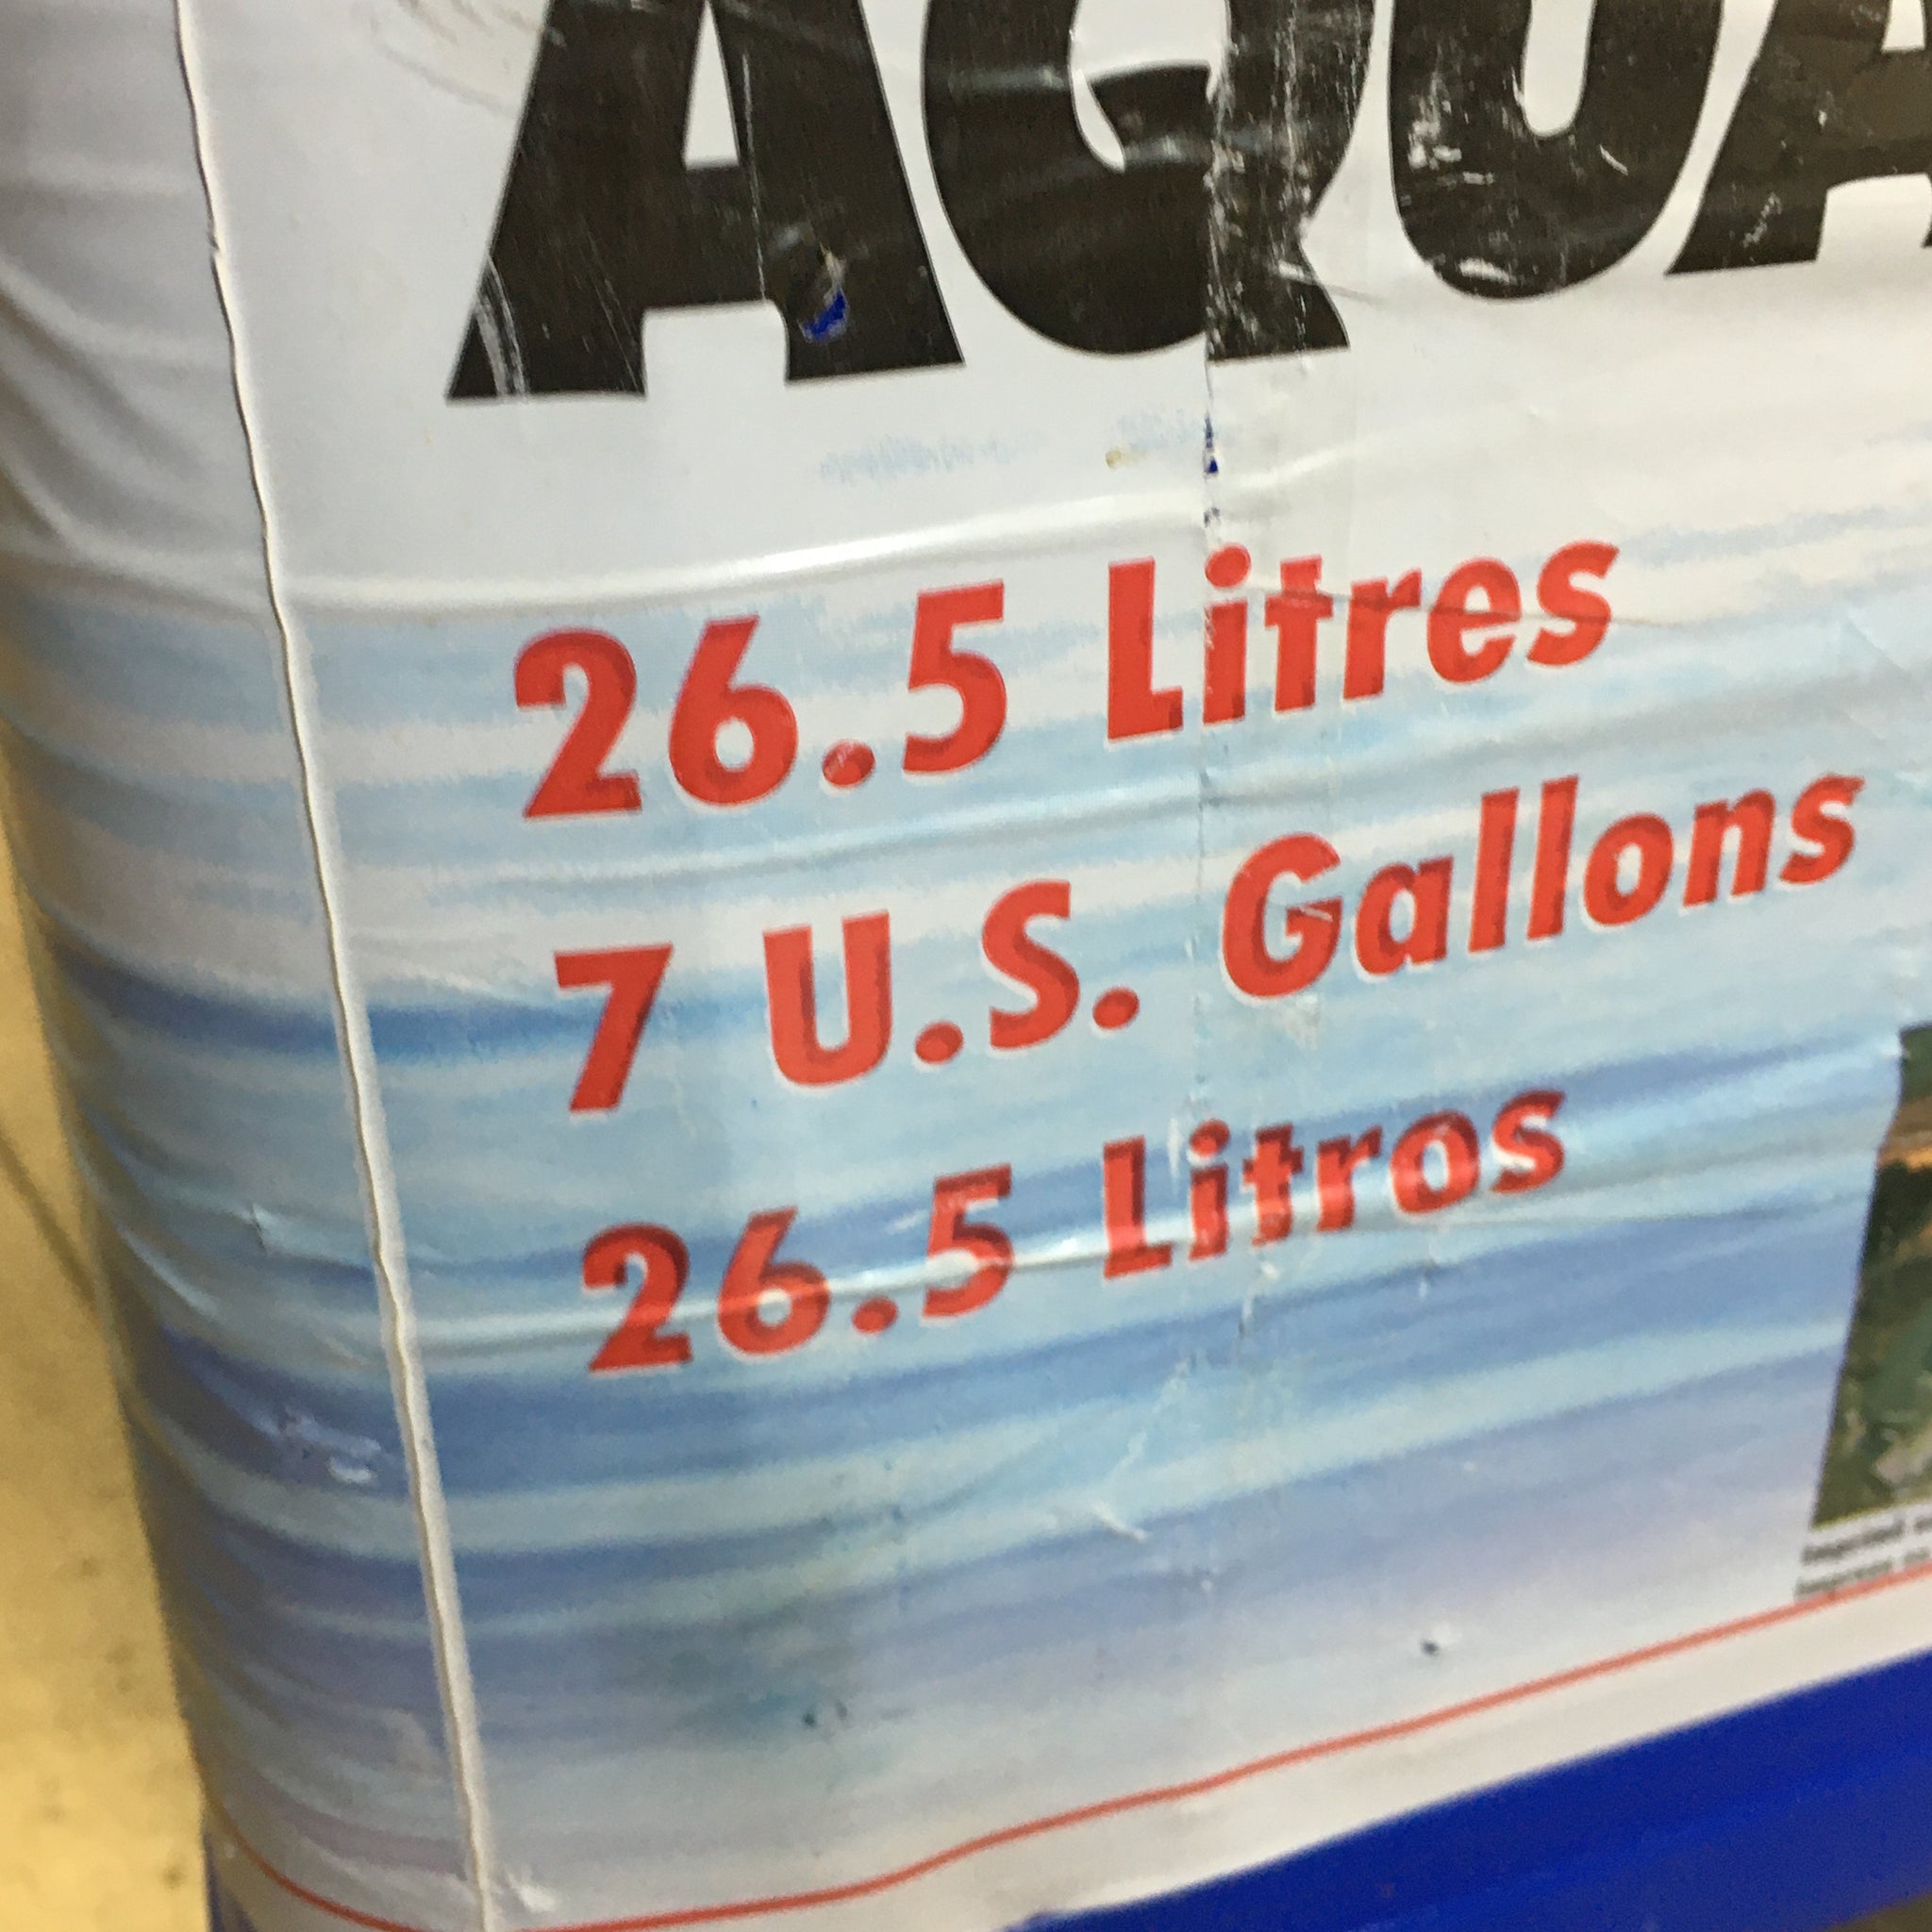 AQUA
26.5 Litres
7 U.S. Gallons
26.5 Litros